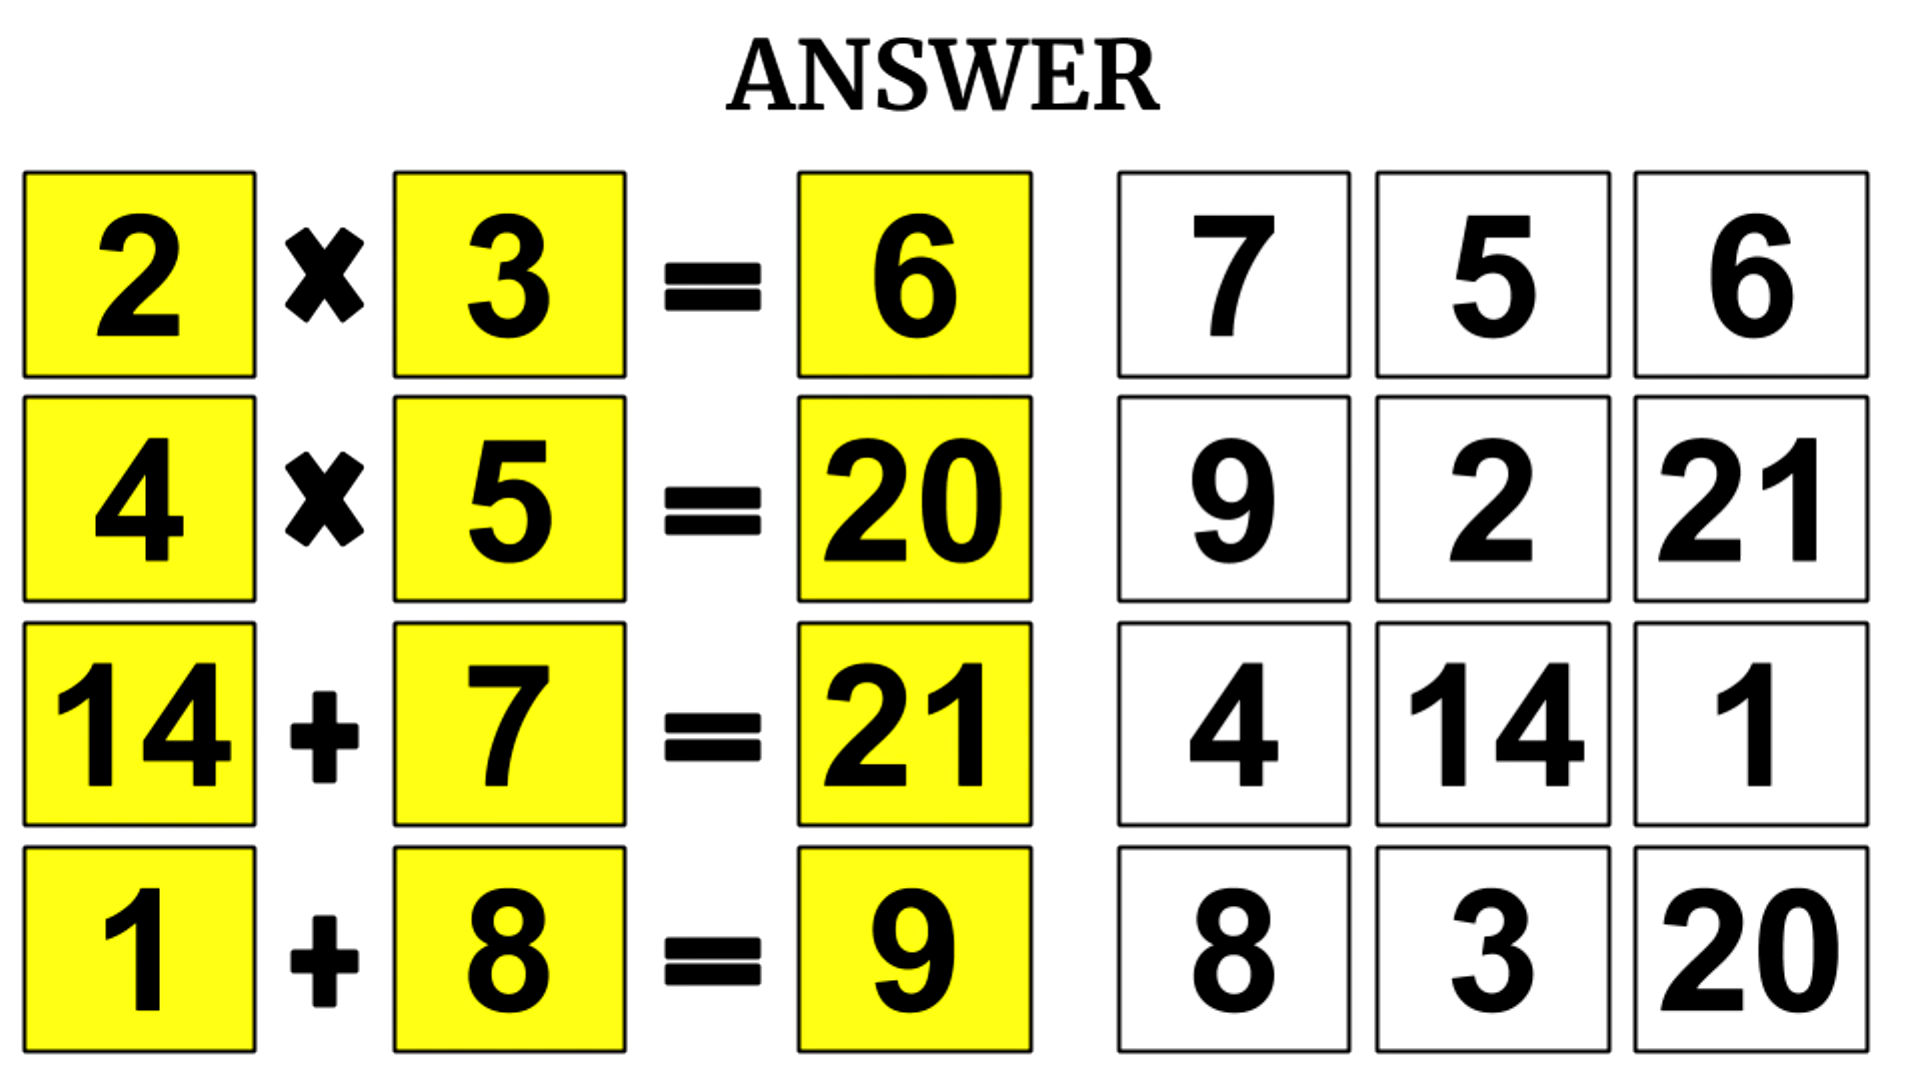 ANSWER
2 × 3 = 6 7 5 6
4 × 5 = 20 9 2 21
14 + 7 = 21 4 14 1
1 + 8 = 9 8 3 20